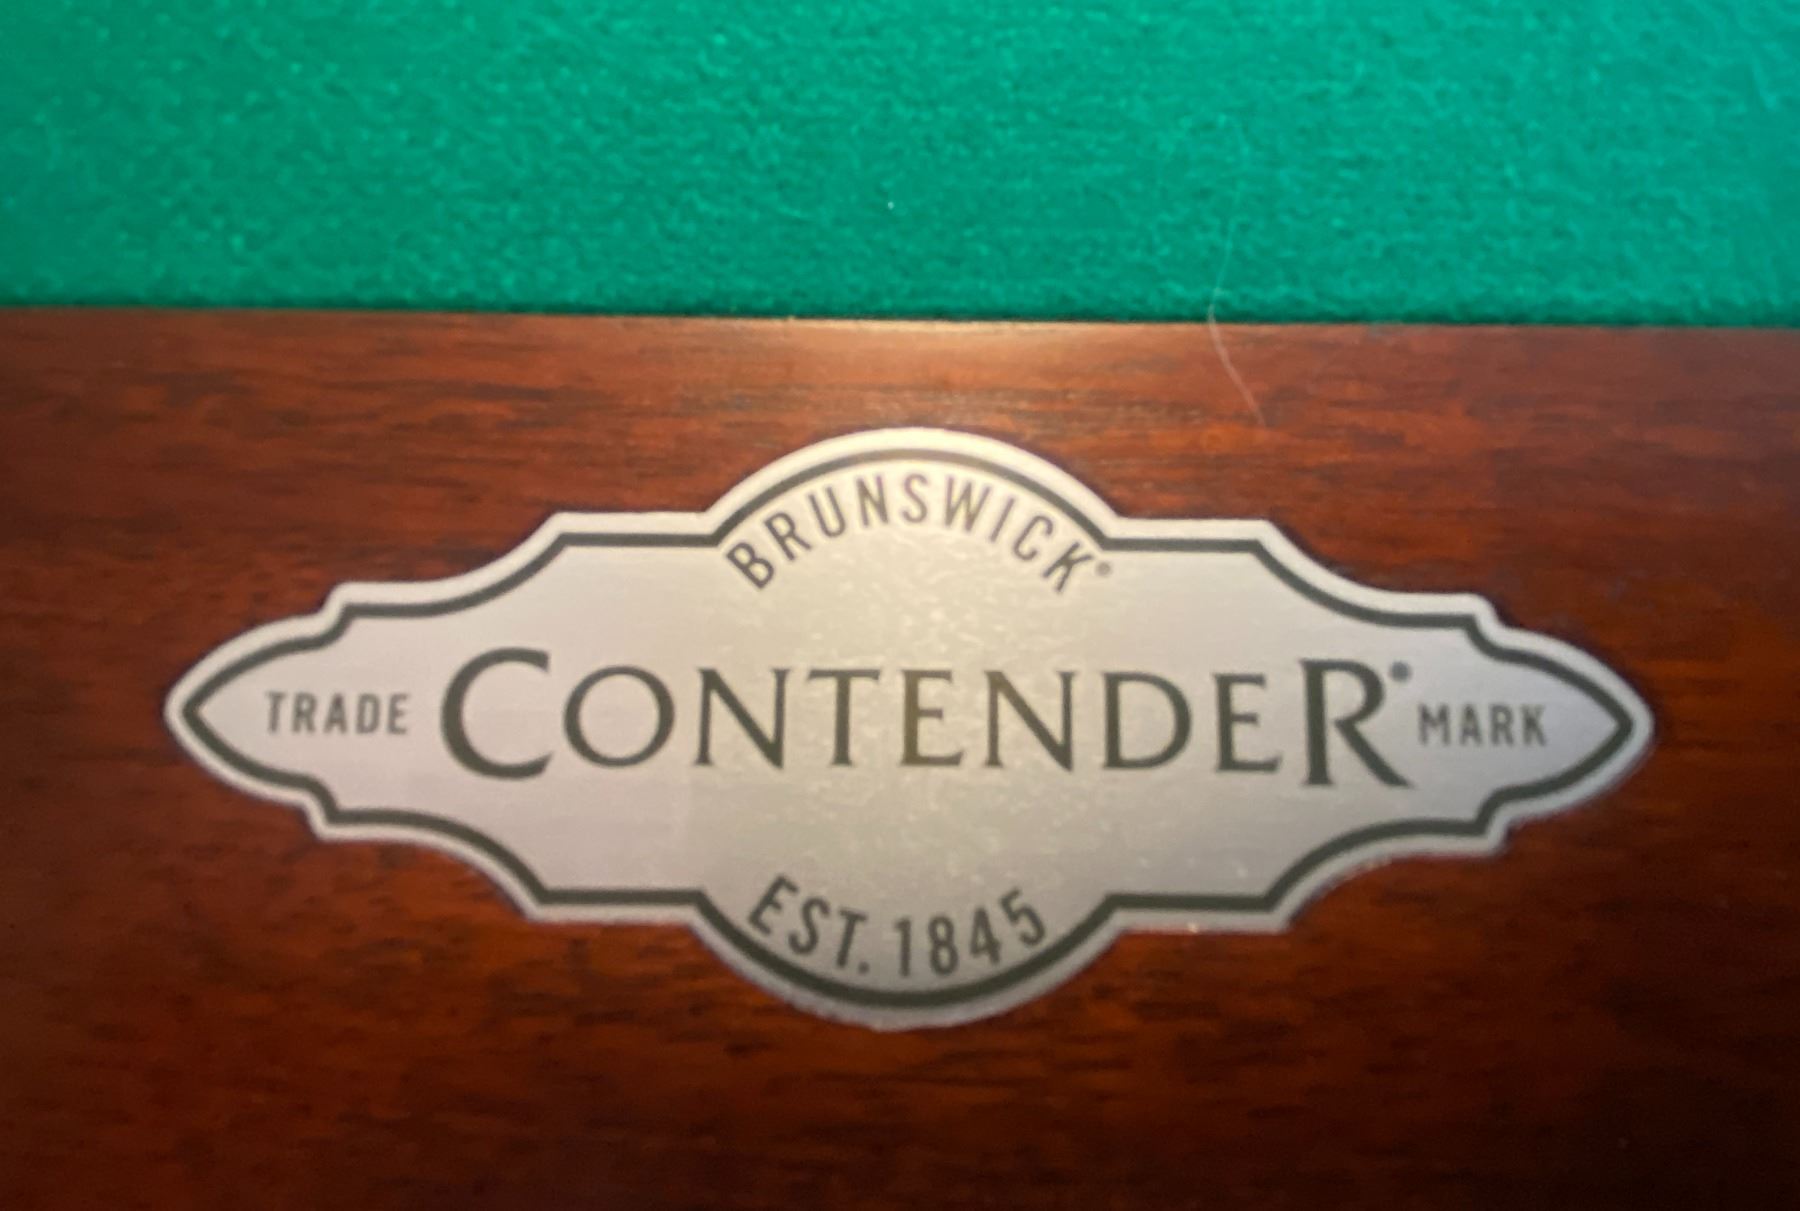 BRUNSWICK®
TRADE CONTENDER® MARK
EST. 1845